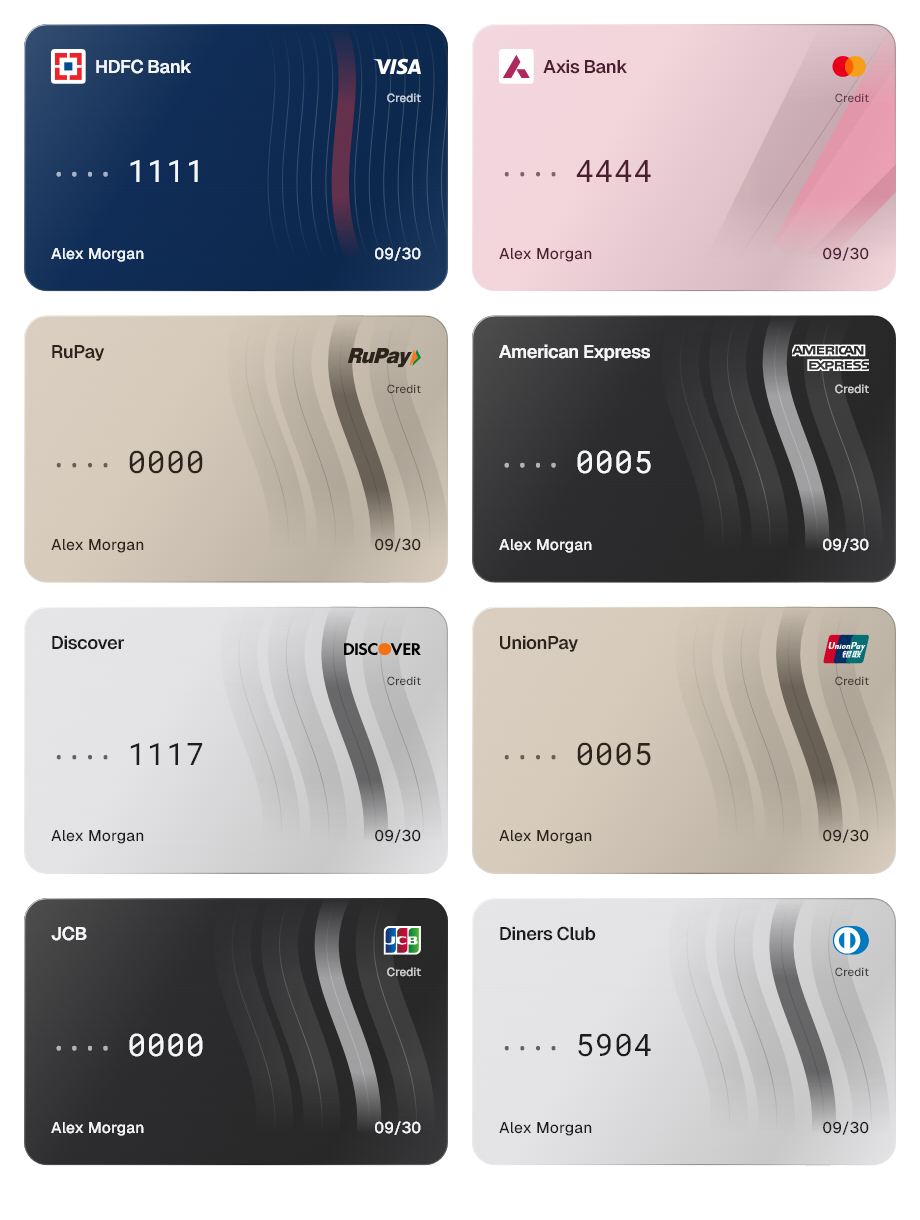 HDFC Bank
VISA
Credit
•••• 1111
Alex Morgan
09/30
Axis Bank
Credit
•••• 4444
Alex Morgan
09/30
RuPay
RuPay
Credit
•••• 0000
Alex Morgan
09/30
American Express
AMERICAN
EXPRESS
Credit
•••• 0005
Alex Morgan
09/30
Discover
DISCOVER
Credit
•••• 1117
Alex Morgan
09/30
UnionPay
UnionPay
银联
Credit
•••• 0005
Alex Morgan
09/30
JCB
JCB
Credit
•••• 0000
Alex Morgan
09/30
Diners Club
Credit
•••• 5904
Alex Morgan
09/30